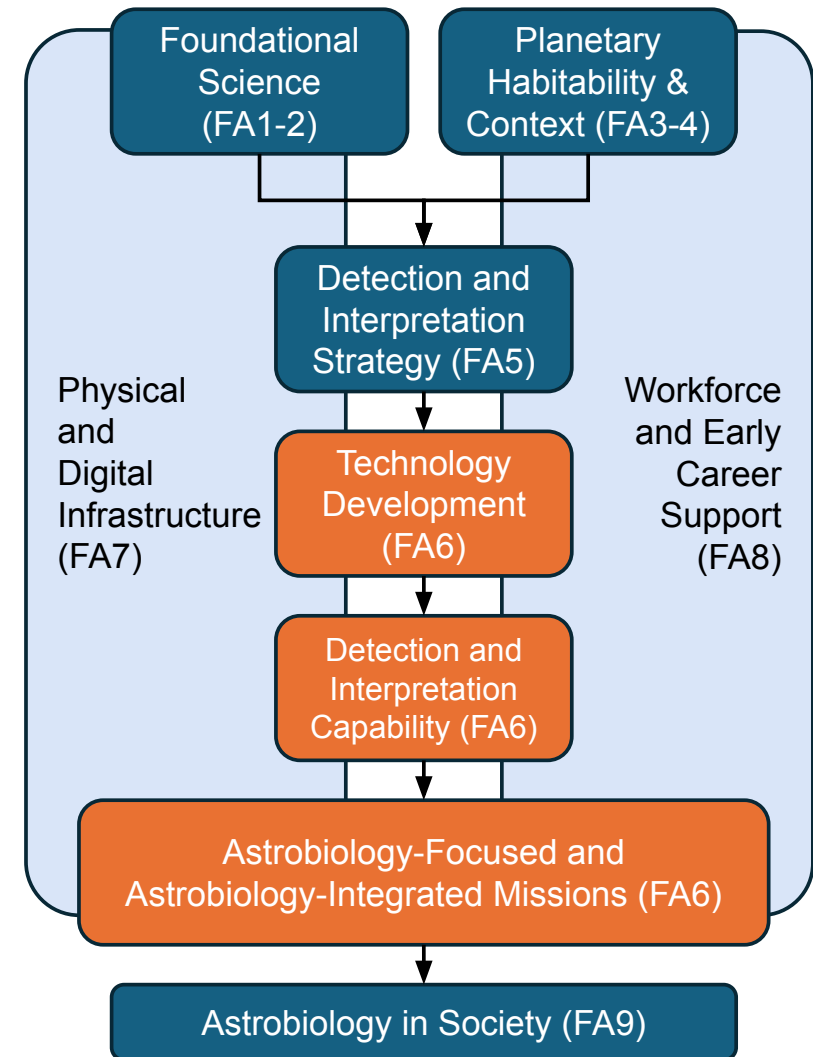 Foundational
Science
(FA1-2)
Planetary
Habitability &
Context (FA3-4)
Detection and
Interpretation
Strategy (FA5)
Physical
and
Digital
Infrastructure
(FA7)
Workforce
and Early
Career
Support
(FA8)
Technology
Development
(FA6)
Detection and
Interpretation
Capability (FA6)
Astrobiology-Focused and
Astrobiology-Integrated Missions (FA6)
Astrobiology in Society (FA9)